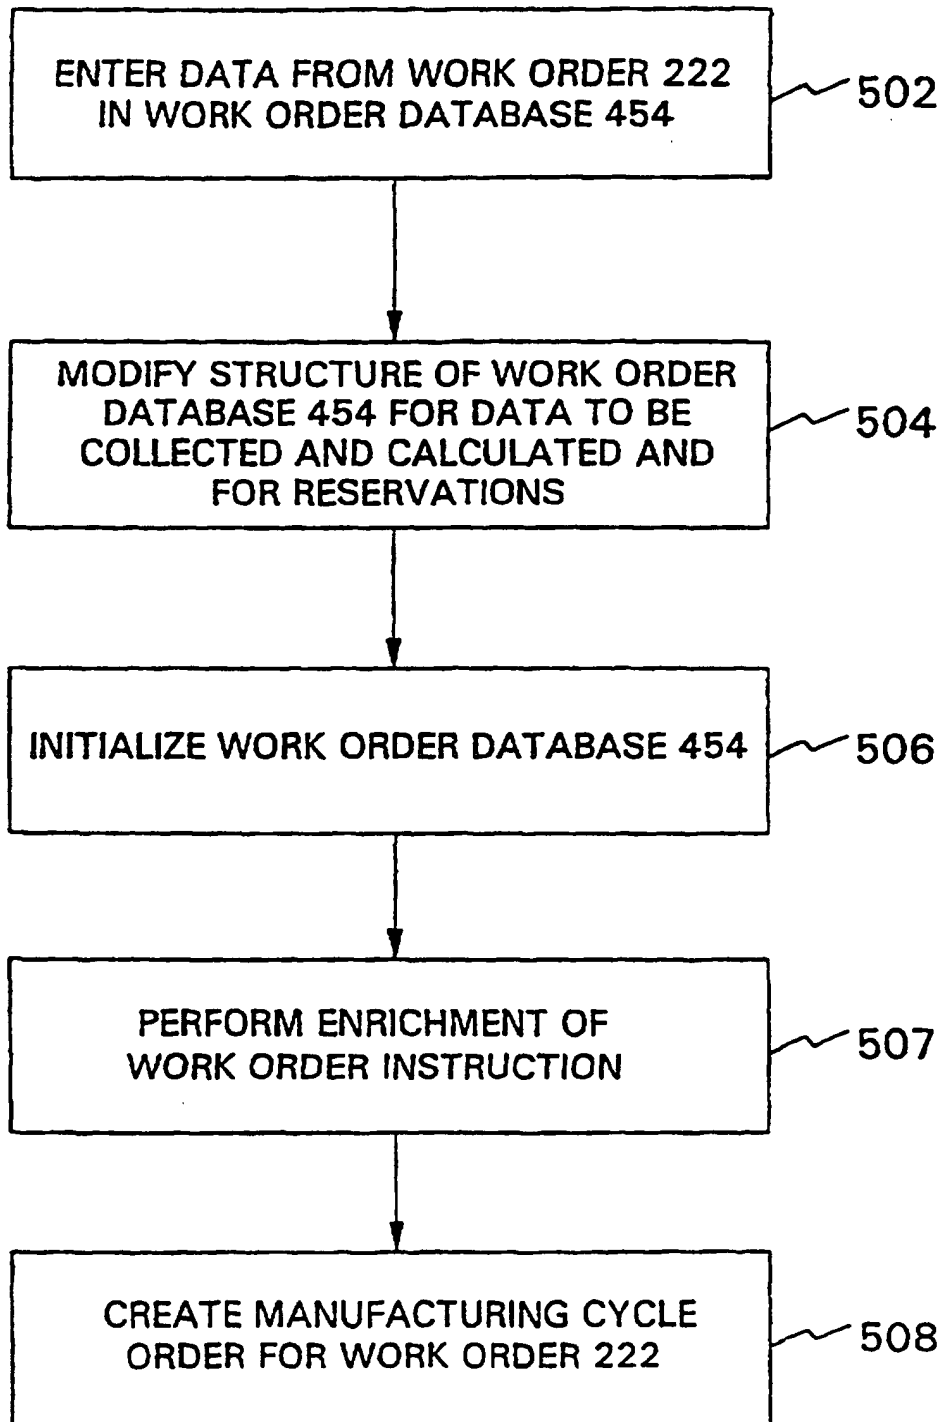 ENTER DATA FROM WORK ORDER 222
IN WORK ORDER DATABASE 454
502
MODIFY STRUCTURE OF WORK ORDER
DATABASE 454 FOR DATA TO BE
COLLECTED AND CALCULATED AND
FOR RESERVATIONS
504
INITIALIZE WORK ORDER DATABASE 454
506
PERFORM ENRICHMENT OF
WORK ORDER INSTRUCTION
507
CREATE MANUFACTURING CYCLE
ORDER FOR WORK ORDER 222
508